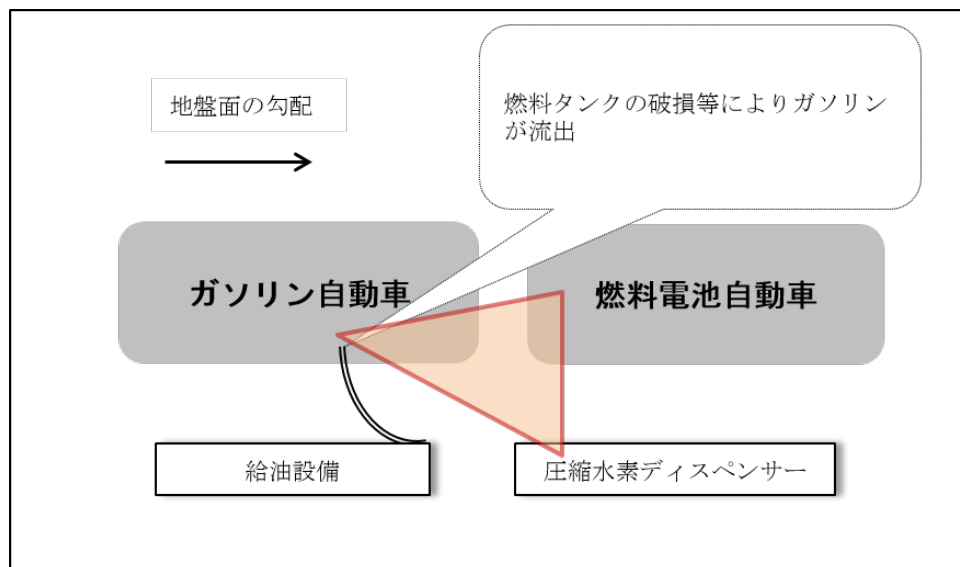 地盤面の勾配
燃料タンクの破損等によりガソリン
が流出
ガソリン自動車
燃料電池自動車
給油設備
圧縮水素ディスペンサー